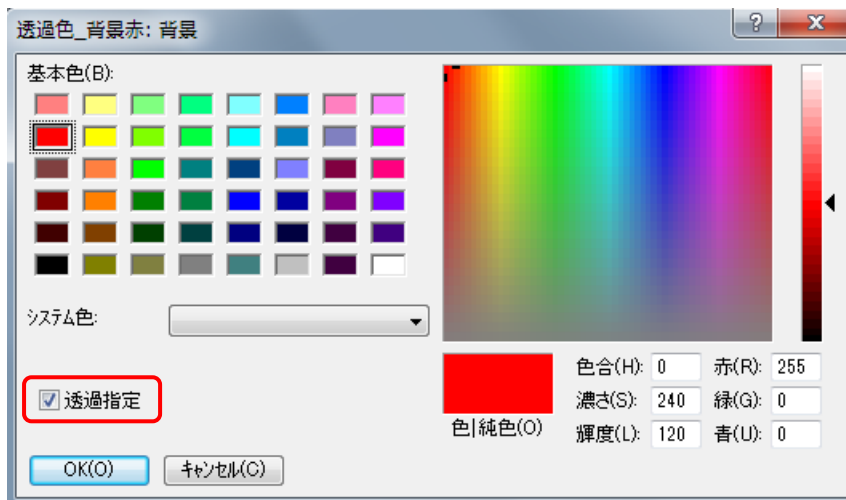 透過色_背景赤: 背景
基本色(B):
システム色:
透過指定
OK(O)
キャンセル(C)
色|純色(O)
色合(H): 0
濃さ(S): 240
輝度(L): 120
赤(R): 255
緑(G): 0
青(U): 0